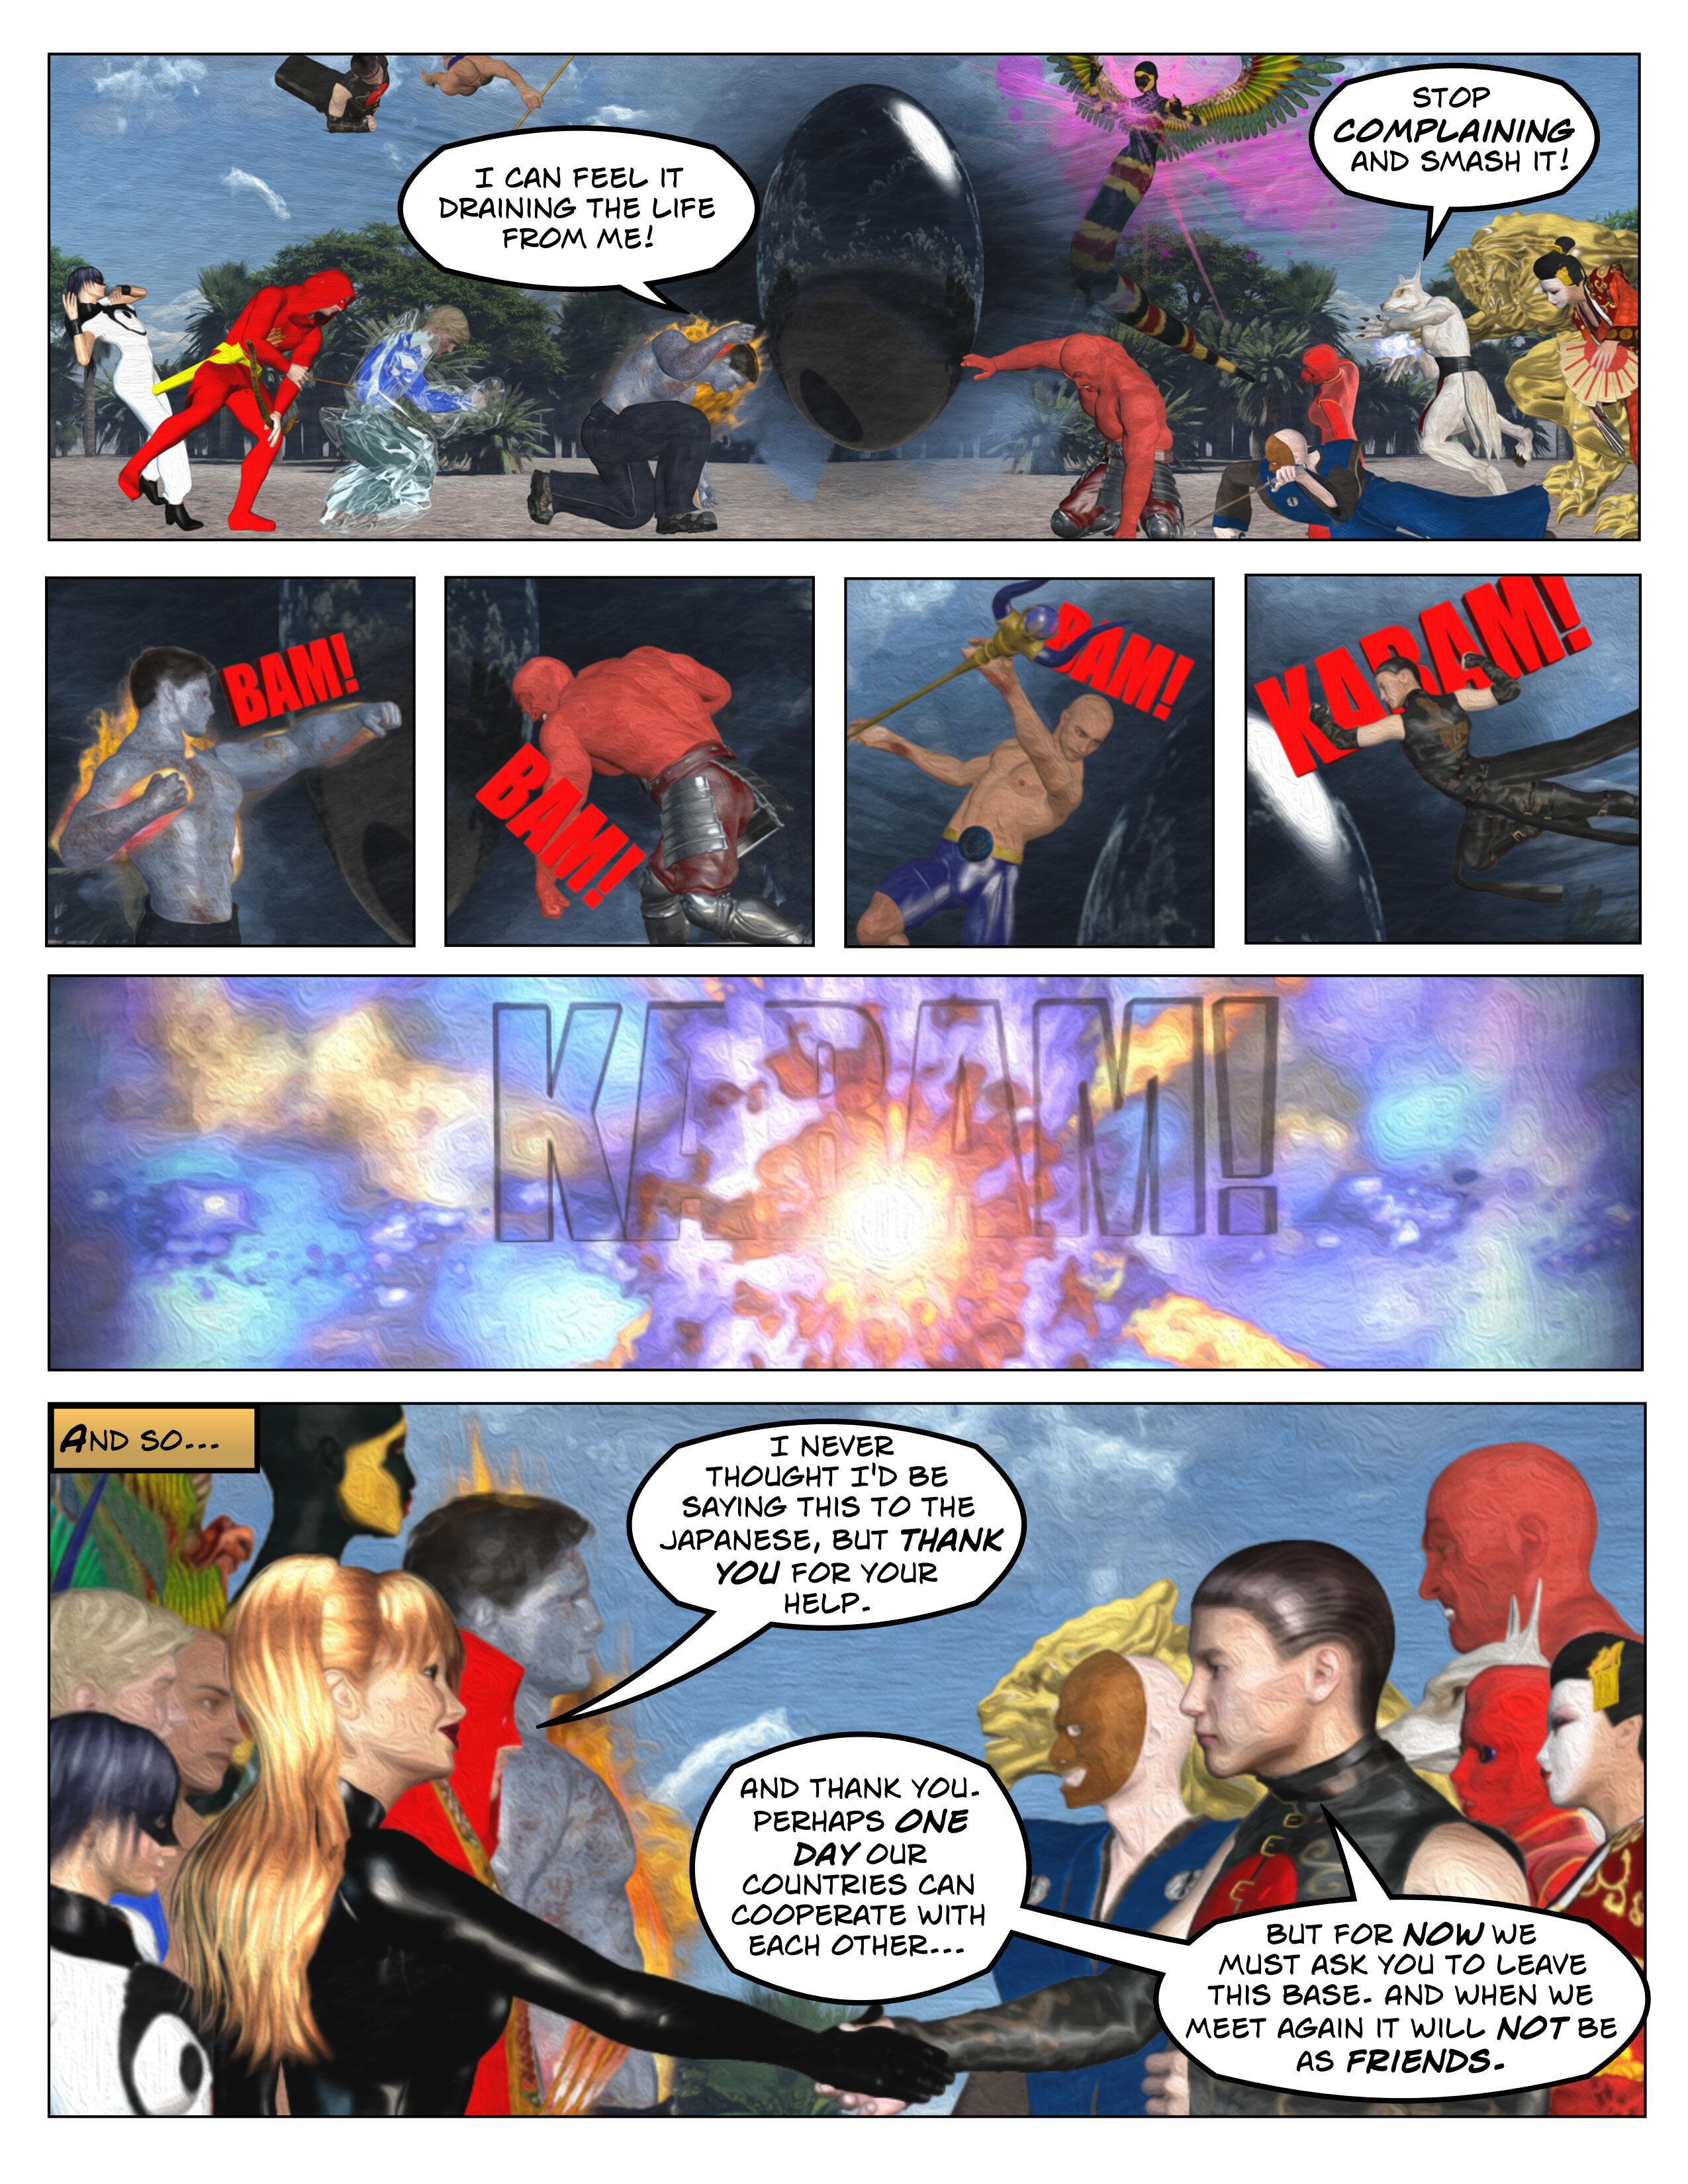 I CAN FEEL IT
DRAINING THE LIFE
FROM ME!
STOP
COMPLAINING
AND SMASH IT!
BAM!
BAM!
BAM!
KABAM!
KABAM!
AND SO...
I NEVER
THOUGHT I'D BE
SAYING THIS TO THE
JAPANESE, BUT THANK
YOU FOR YOUR
HELP.
AND THANK YOU.
PERHAPS ONE
DAY OUR
COUNTRIES CAN
COOPERATE WITH
EACH OTHER...
BUT FOR NOW WE
MUST ASK YOU TO LEAVE
THIS BASE. AND WHEN WE
MEET AGAIN IT WILL NOT BE
AS FRIENDS.